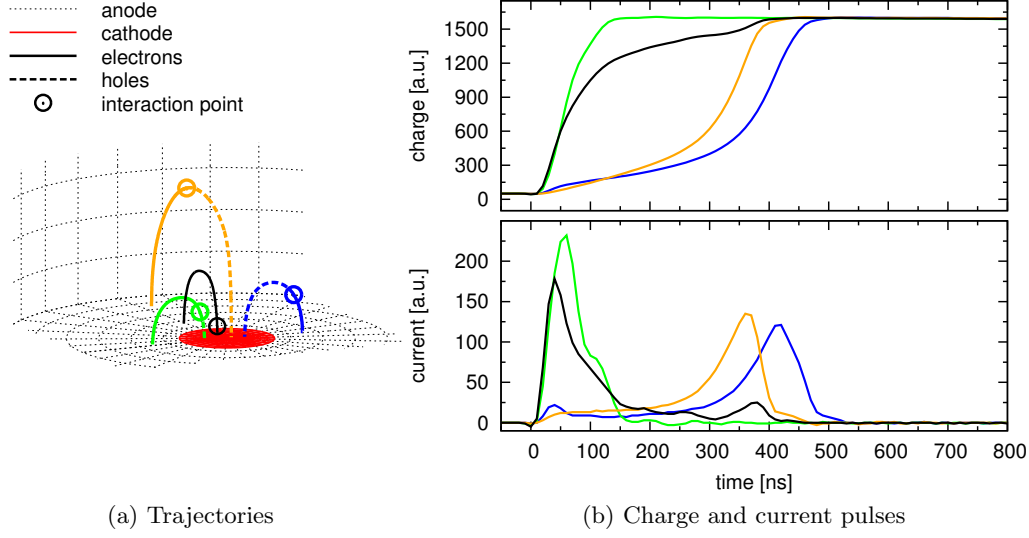 anode
cathode
electrons
holes
interaction point
(a) Trajectories
charge [a.u.]
1500
1200
900
600
300
0
current [a.u.]
200
150
100
50
0
0 100 200 300 400 500 600 700 800
time [ns]
(b) Charge and current pulses